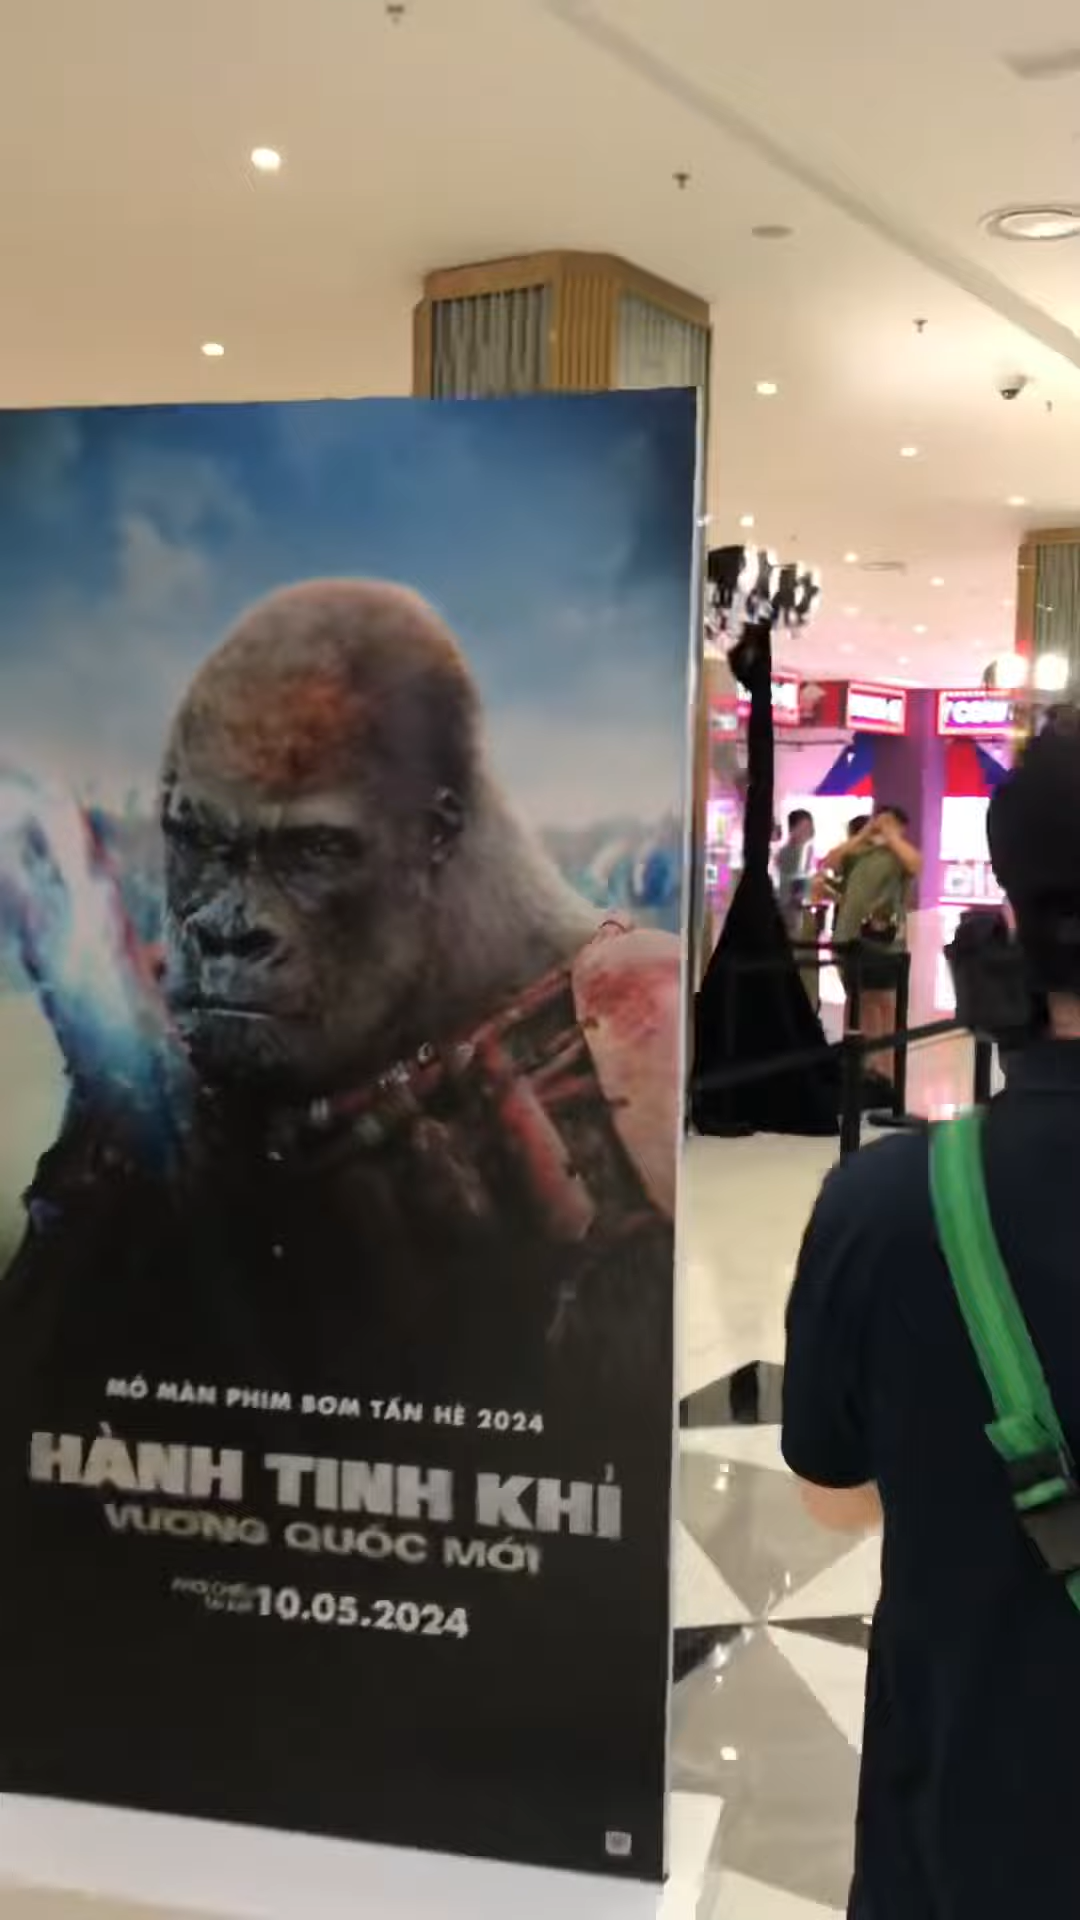 MỞ MÀN PHIM BOM TẤN HÈ 2024
HÀNH TINH KHỈ
VƯƠNG QUỐC MỚI
10.05.2024